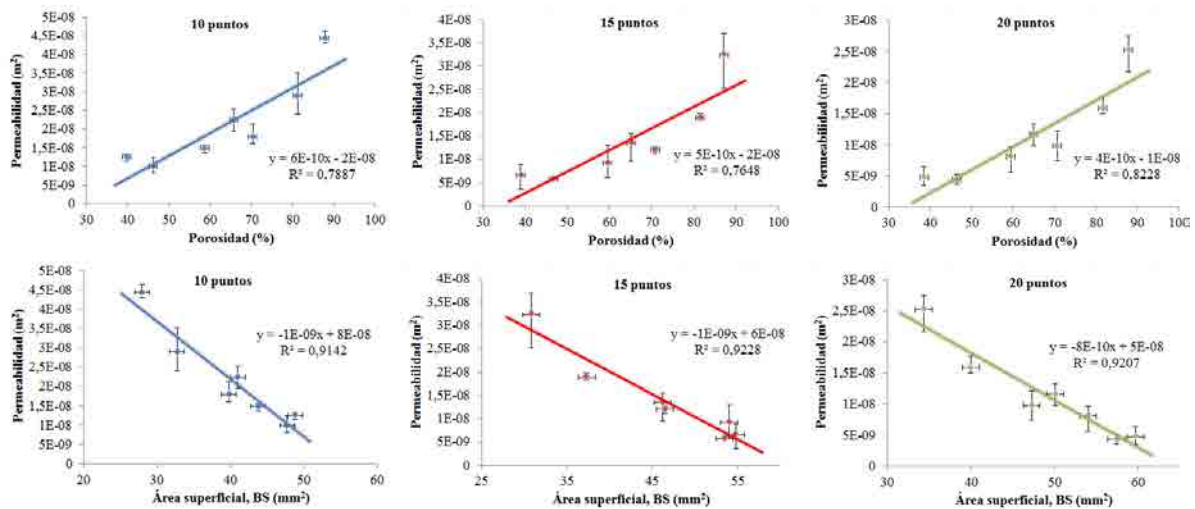 10 puntos
Permeabilidad (m²)
5E-08
4,5E-08
4E-08
3,5E-08
3E-08
2,5E-08
2E-08
1,5E-08
1E-08
5E-09
0
y = 6E-10x - 2E-08
R² = 0,7887
30 40 50 60 70 80 90 100
Porosidad (%)
15 puntos
Permeabilidad (m²)
4E-08
3,5E-08
3E-08
2,5E-08
2E-08
1,5E-08
1E-08
5E-09
0
y = 5E-10x - 2E-08
R² = 0,7648
30 40 50 60 70 80 90 100
Porosidad (%)
20 puntos
Permeabilidad (m²)
3E-08
2,5E-08
2E-08
1,5E-08
1E-08
5E-09
0
y = 4E-10x - 1E-08
R² = 0,8228
30 40 50 60 70 80 90 100
Porosidad (%)
10 puntos
Permeabilidad (m²)
5E-08
4,5E-08
4E-08
3,5E-08
3E-08
2,5E-08
2E-08
1,5E-08
1E-08
5E-09
0
y = -1E-09x + 8E-08
R² = 0,9142
20 30 40 50 60
Área superficial, BS (mm²)
15 puntos
Permeabilidad (m²)
4E-08
3,5E-08
3E-08
2,5E-08
2E-08
1,5E-08
1E-08
5E-09
0
y = -1E-09x + 6E-08
R² = 0,9228
25 35 45 55
Área superficial, BS (mm²)
20 puntos
Permeabilidad (m²)
3E-08
2,5E-08
2E-08
1,5E-08
1E-08
5E-09
0
y = -8E-10x + 5E-08
R² = 0,9207
30 40 50 60
Área superficial, BS (mm²)